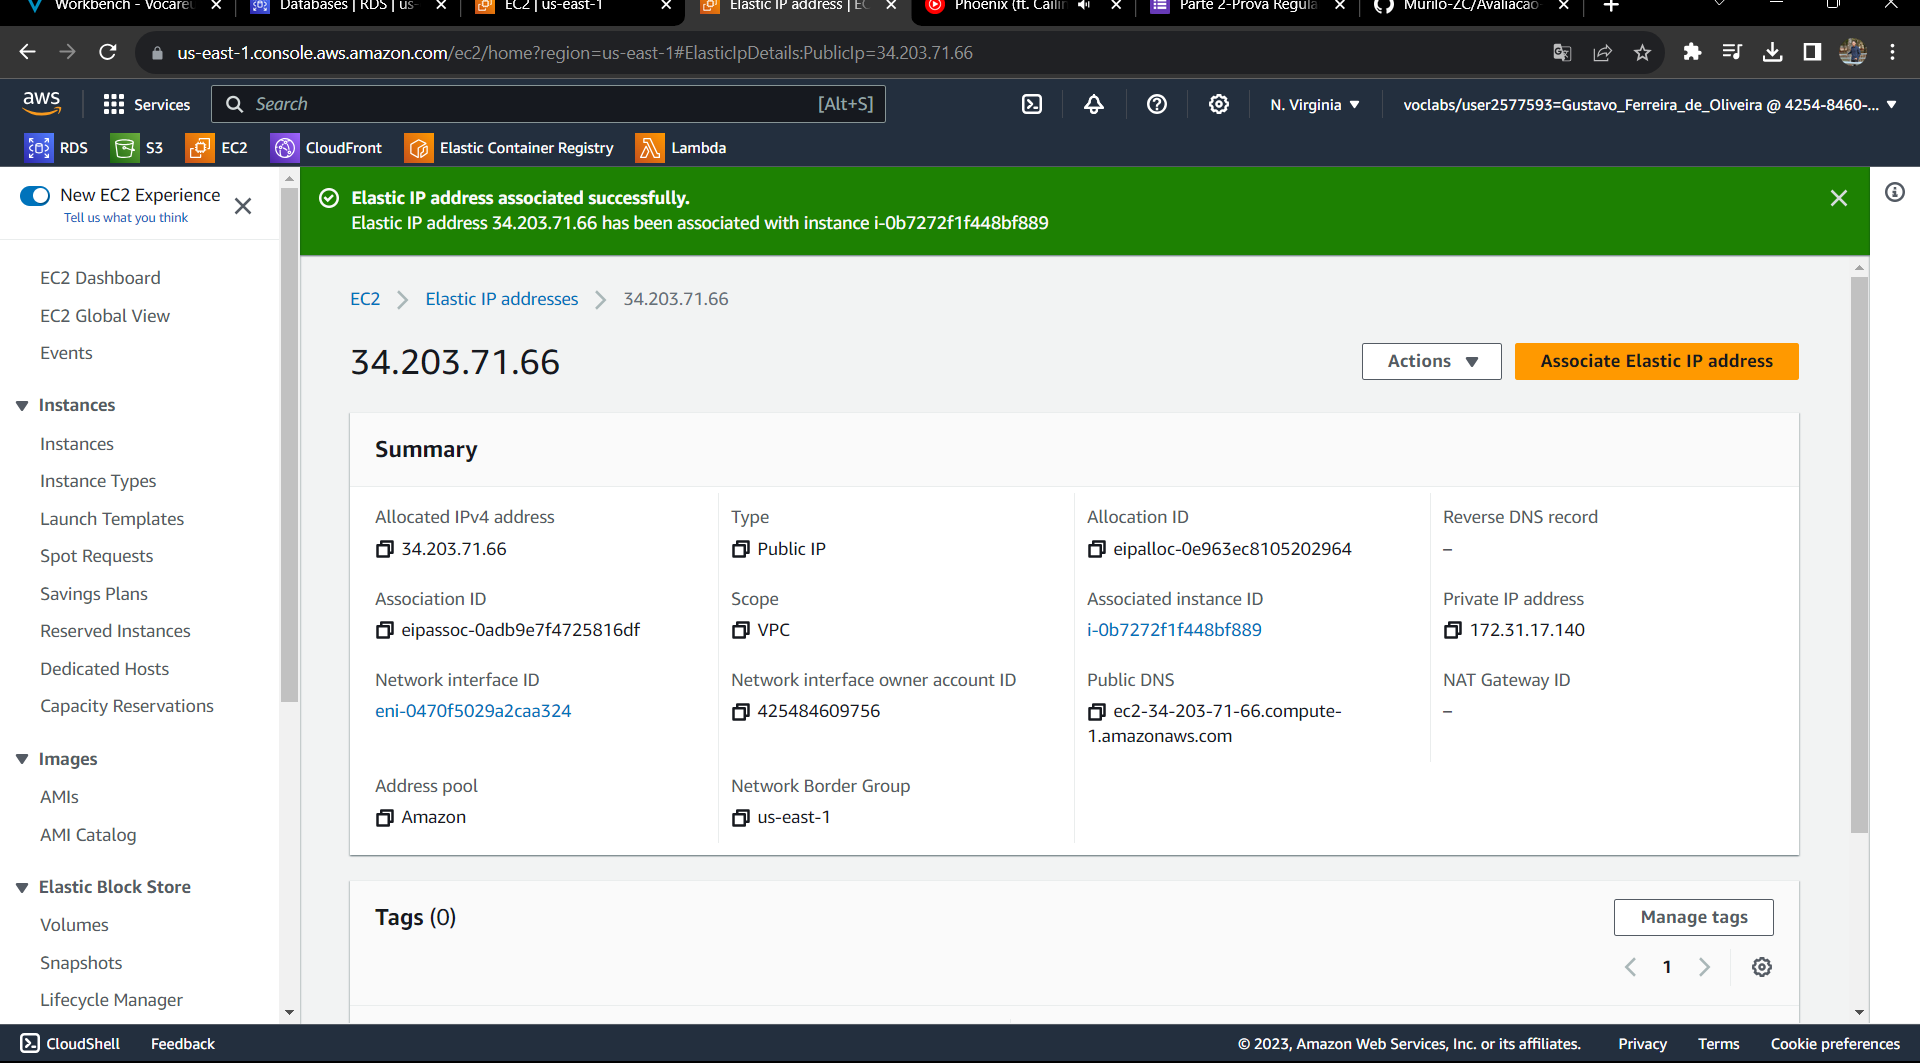 Workbench - Vocareu
Databases | RDS | us-
EC2 | us-east-1
Elastic IP address | EC
Phoenix (ft. Cailin
Parte 2-Prova Regula
Murilo-ZC/Avaliacao-
us-east-1.console.aws.amazon.com/ec2/home?region=us-east-1#ElasticIpDetails:PublicIp=34.203.71.66
aws
Services
Search
[Alt+S]
N. Virginia
voclabs/user2577593=Gustavo_Ferreira_de_Oliveira @ 4254-8460-...
RDS
S3
EC2
CloudFront
Elastic Container Registry
Lambda
New EC2 Experience
Tell us what you think
EC2 Dashboard
EC2 Global View
Events
Instances
Instances
Instance Types
Launch Templates
Spot Requests
Savings Plans
Reserved Instances
Dedicated Hosts
Capacity Reservations
Images
AMIs
AMI Catalog
Elastic Block Store
Volumes
Snapshots
Lifecycle Manager
Elastic IP address associated successfully.
Elastic IP address 34.203.71.66 has been associated with instance i-0b7272f1f448bf889
EC2
Elastic IP addresses
34.203.71.66
34.203.71.66
Actions
Associate Elastic IP address
Summary
Allocated IPv4 address
34.203.71.66
Type
Public IP
Allocation ID
eipalloc-0e963ec8105202964
Reverse DNS record
–
Association ID
eipassoc-0adb9e7f4725816df
Scope
VPC
Associated instance ID
i-0b7272f1f448bf889
Private IP address
172.31.17.140
Network interface ID
eni-0470f5029a2caa324
Network interface owner account ID
425484609756
Public DNS
ec2-34-203-71-66.compute-
1.amazonaws.com
NAT Gateway ID
–
Address pool
Amazon
Network Border Group
us-east-1
Tags (0)
Manage tags
1
CloudShell
Feedback
© 2023, Amazon Web Services, Inc. or its affiliates.
Privacy
Terms
Cookie preferences